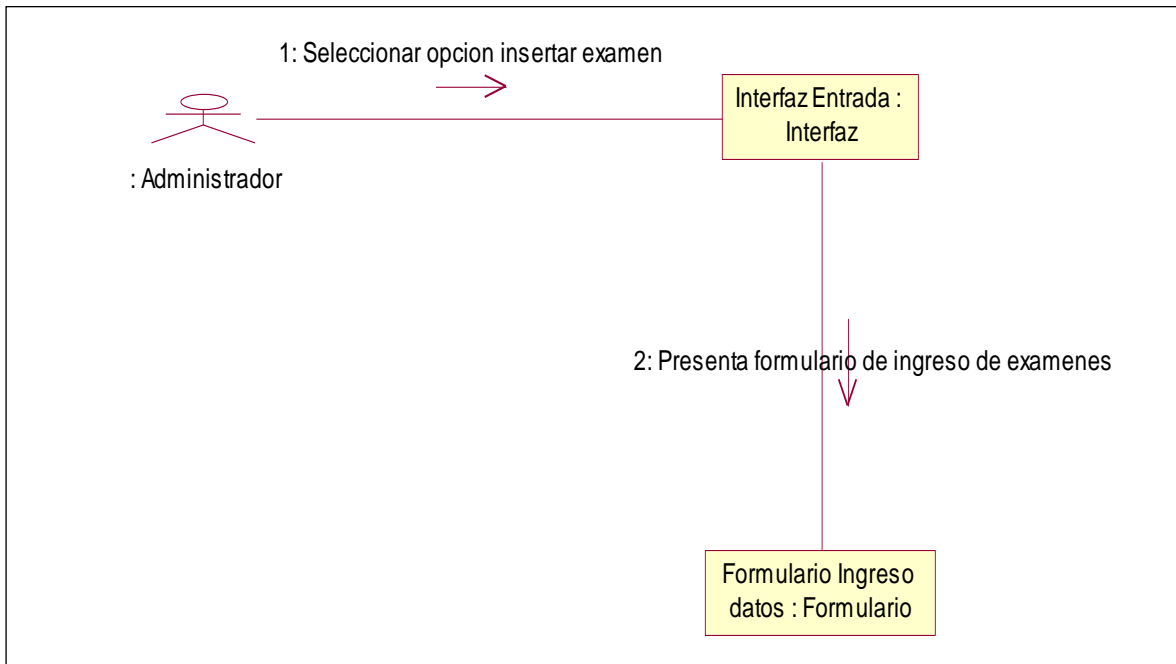 1: Seleccionar opcion insertar examen
Interfaz Entrada :
Interfaz
: Administrador
2: Presenta formulario de ingreso de examenes
Formulario Ingreso
datos : Formulario